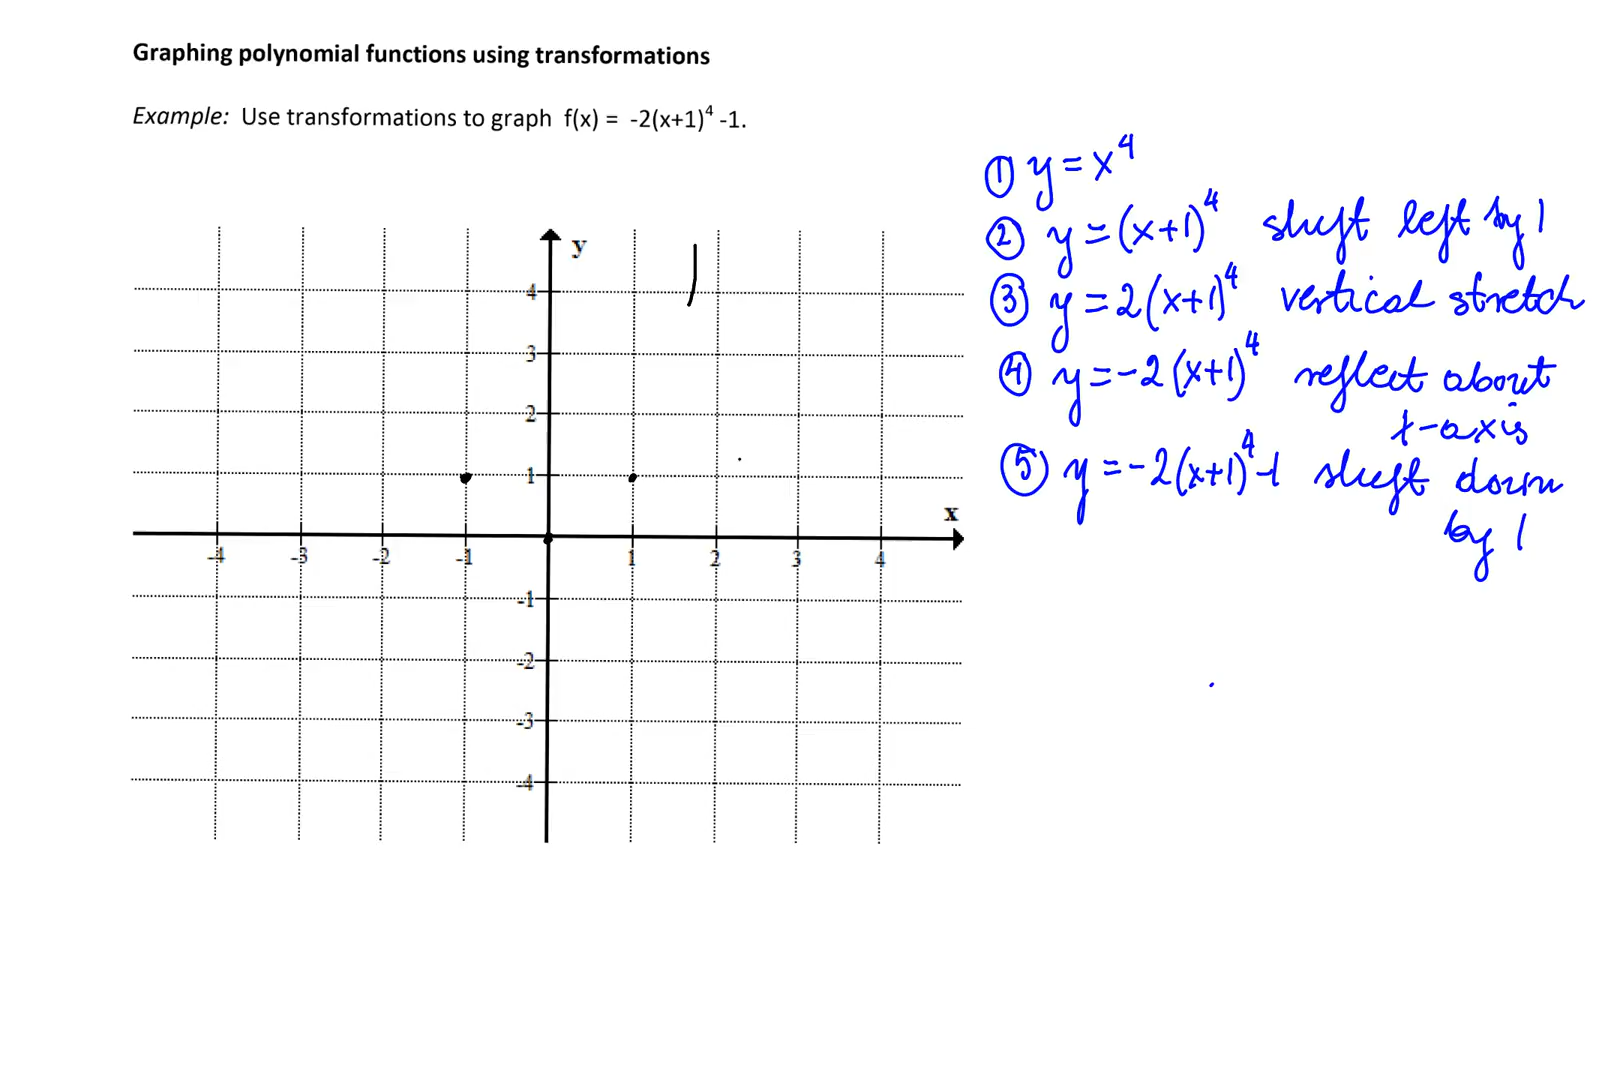 Graphing polynomial functions using transformations
Example: Use transformations to graph f(x) = -2(x+1)⁴ -1.
① y = x⁴
② y = (x+1)⁴ shift left by 1
③ y = 2(x+1)⁴ vertical stretch
④ y = -2(x+1)⁴ reflect about
x-axis
⑤ y = -2(x+1)⁴-1 shift down
by 1
y
4
3
2
1
x
-4 -3 -2 -1 1 2 3 4
-1
-2
-3
-4